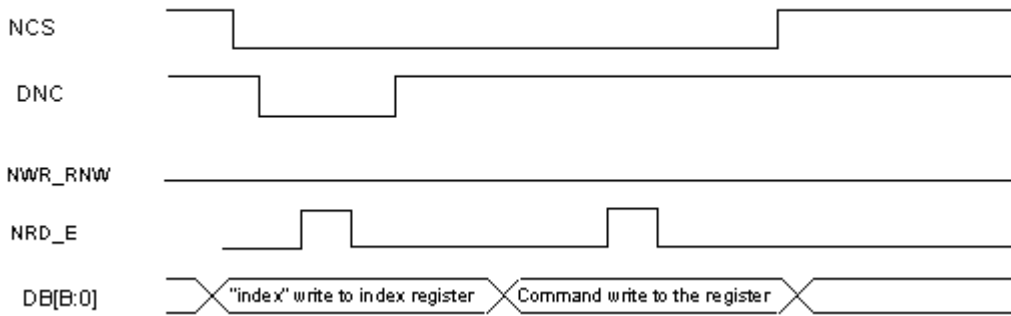 NCS
DNC
NWR_RNW
NRD_E
DB[B:0]
"index" write to index register
Command write to the register